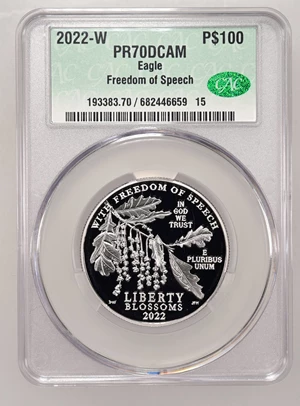 2022-W P$100
PR70DCAM
Eagle
Freedom of Speech
193383.70 / 682446659 15
CAC
WITH FREEDOM OF SPEECH
IN
GOD
WE
TRUST
E
PLURIBUS
UNUM
LIBERTY
BLOSSOMS
2022